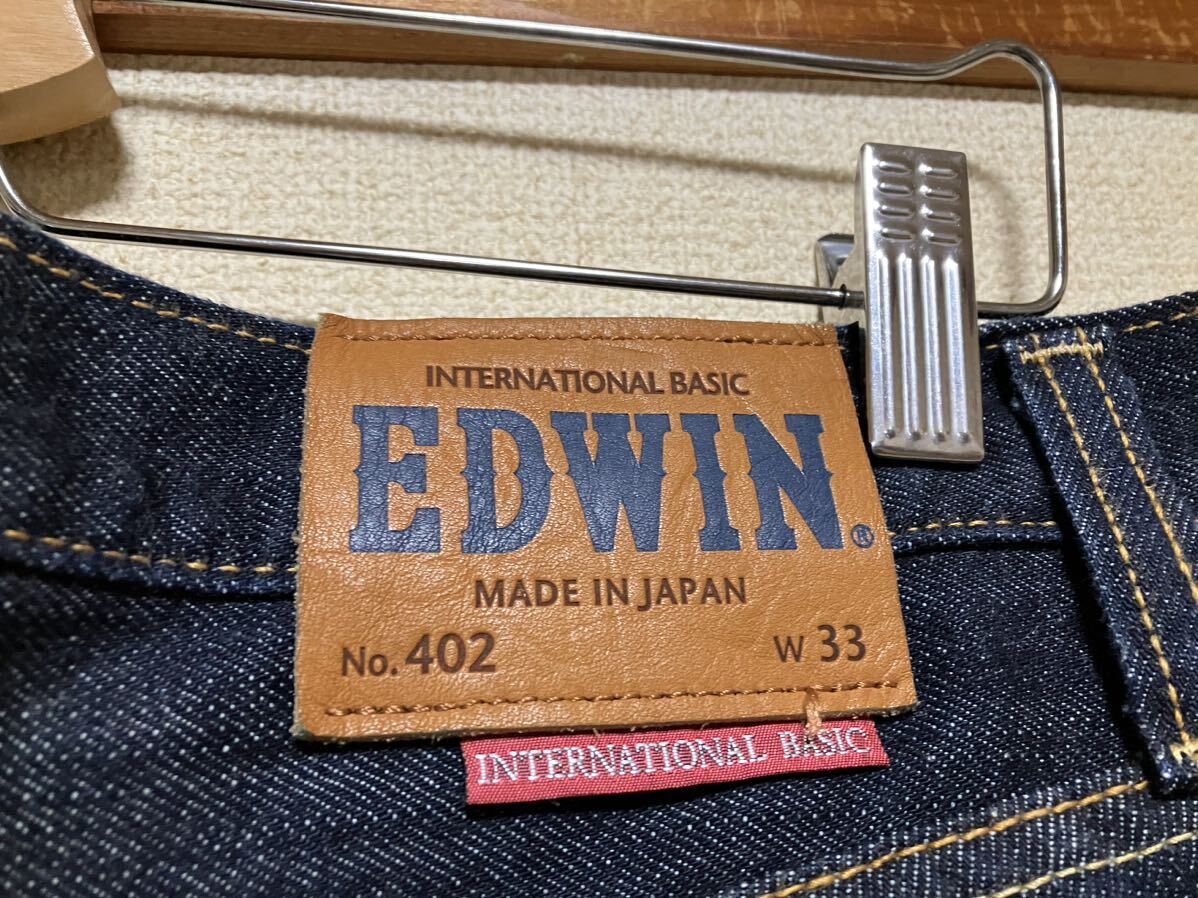 INTERNATIONAL BASIC
EDWIN®
MADE IN JAPAN
No. 402 W 33
INTERNATIONAL BASIC